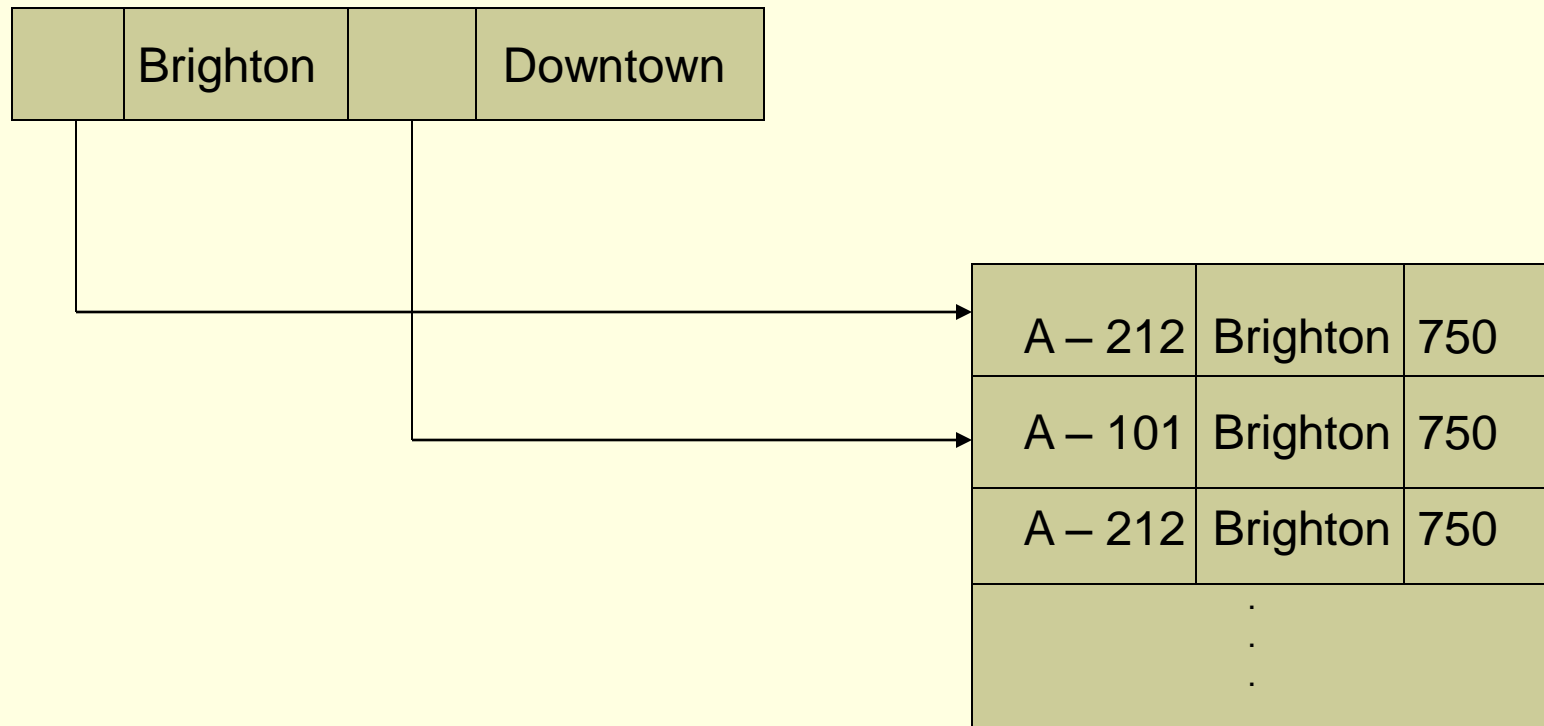 Brighton Downtown
A – 212 Brighton 750
A – 101 Brighton 750
A – 212 Brighton 750
.
.
.